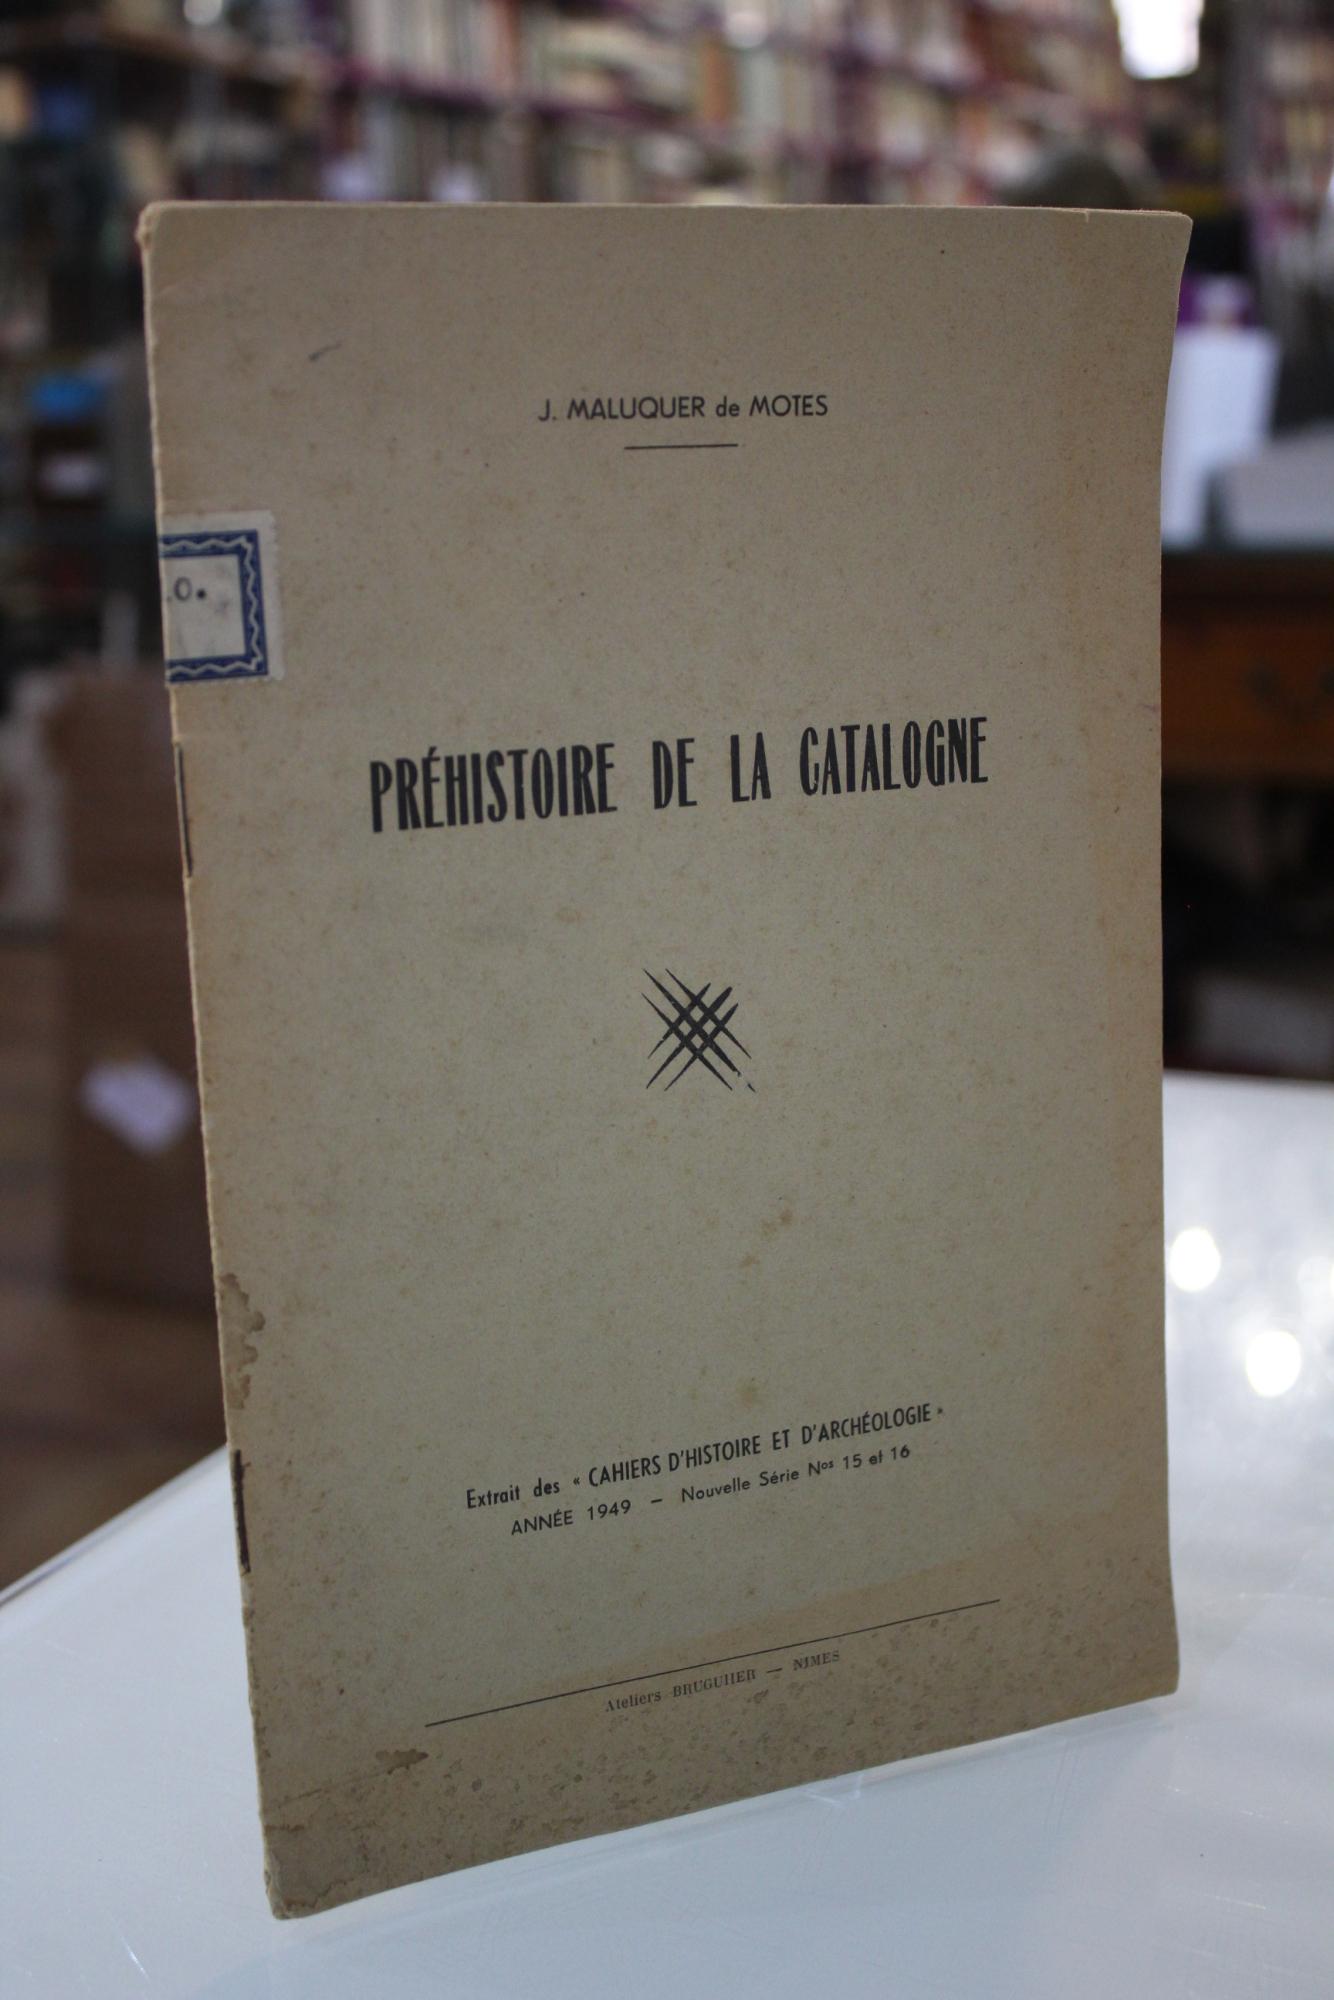 J. MALUQUER de MOTES
.O.
PRÉHISTOIRE DE LA CATALOGNE
Extrait des « CAHIERS D'HISTOIRE ET D'ARCHÉOLOGIE »
ANNÉE 1949 — Nouvelle Série Nos 15 et 16
Ateliers BRUGUIER — NIMES